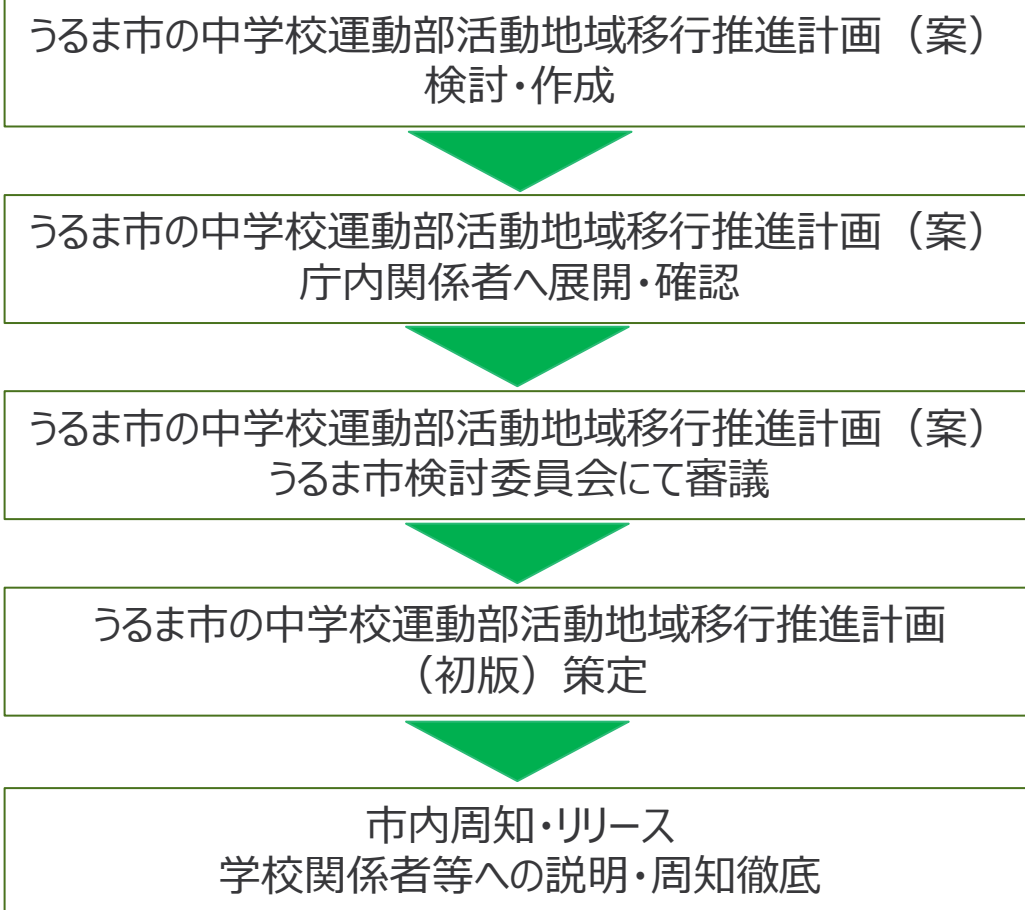 うるま市の中学校運動部活動地域移行推進計画（案）
検討・作成
うるま市の中学校運動部活動地域移行推進計画（案）
庁内関係者へ展開・確認
うるま市の中学校運動部活動地域移行推進計画（案）
うるま市検討委員会にて審議
うるま市の中学校運動部活動地域移行推進計画
（初版）策定
市内周知・リリース
学校関係者等への説明・周知徹底